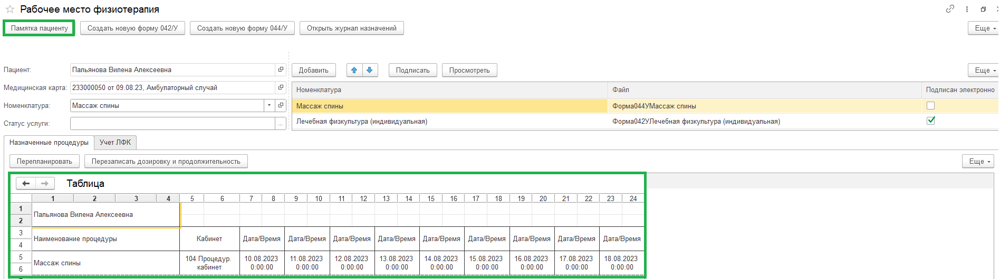 Рабочее место физиотерапия
Памятка пациенту Создать новую форму 042/У Создать новую форму 044/У Открыть журнал назначений Еще
Пациент: Пальянова Вилена Алексеевна
Медицинская карта: 233000050 от 09.08.23, Амбулаторный случай
Номенклатура: Массаж спины
Статус услуги: ...
Добавить Подписать Просмотреть Еще
Номенклатура Файл Подписан электронно
Массаж спины Форма044УМассаж спины
Лечебная физкультура (индивидуальная) Форма042УЛечебная физкультура (индивидуальная)
Назначенные процедуры Учет ЛФК
Перепланировать Перезаписать дозировку и продолжительность Еще
Таблица
1 2 3 4 5 6 7 8 9 10 11 12 13 14 15 16 17 18 19 20 21 22 23 24
1
Пальянова Вилена Алексеевна
2
3
Наименование процедуры Кабинет Дата/Время Дата/Время Дата/Время Дата/Время Дата/Время Дата/Время Дата/Время Дата/Время Дата/Время
4
5 104 Процедур. 10.08.2023 11.08.2023 12.08.2023 13.08.2023 14.08.2023 15.08.2023 16.08.2023 17.08.2023 18.08.2023
Массаж спины
6 кабинет 0:00:00 0:00:00 0:00:00 0:00:00 0:00:00 0:00:00 0:00:00 0:00:00 0:00:00